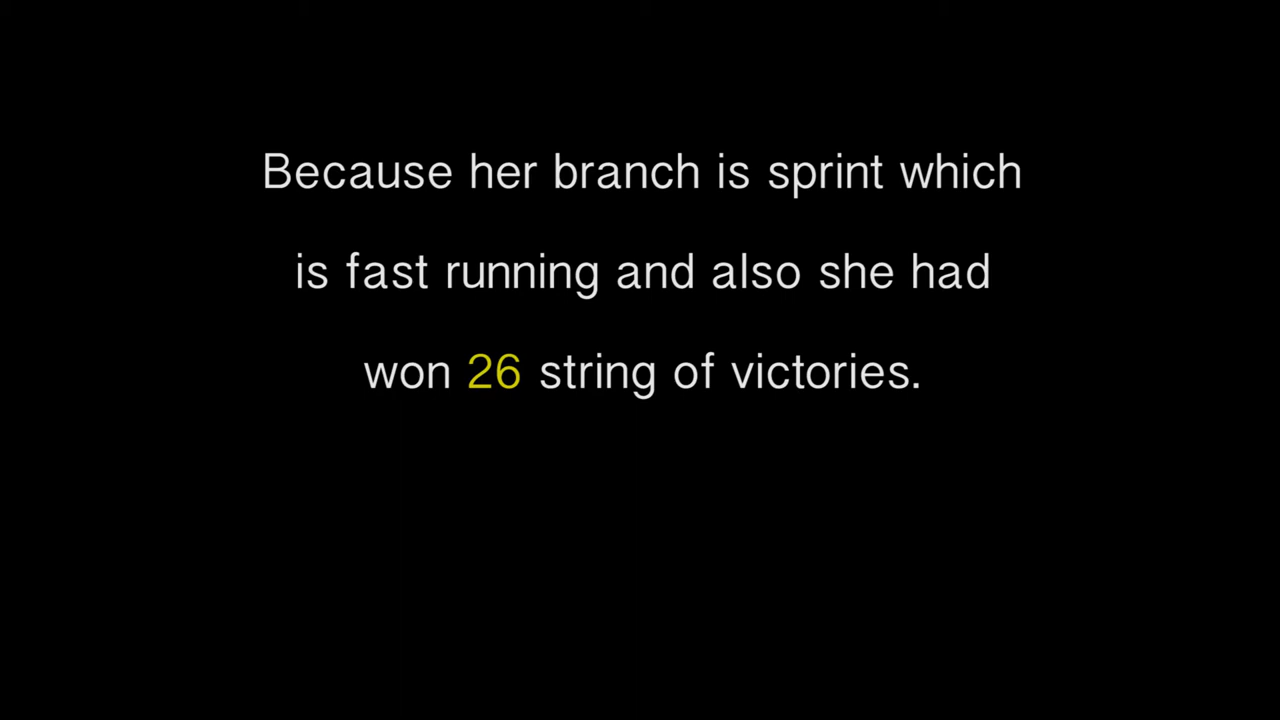 Because her branch is sprint which
is fast running and also she had
won 26 string of victories.